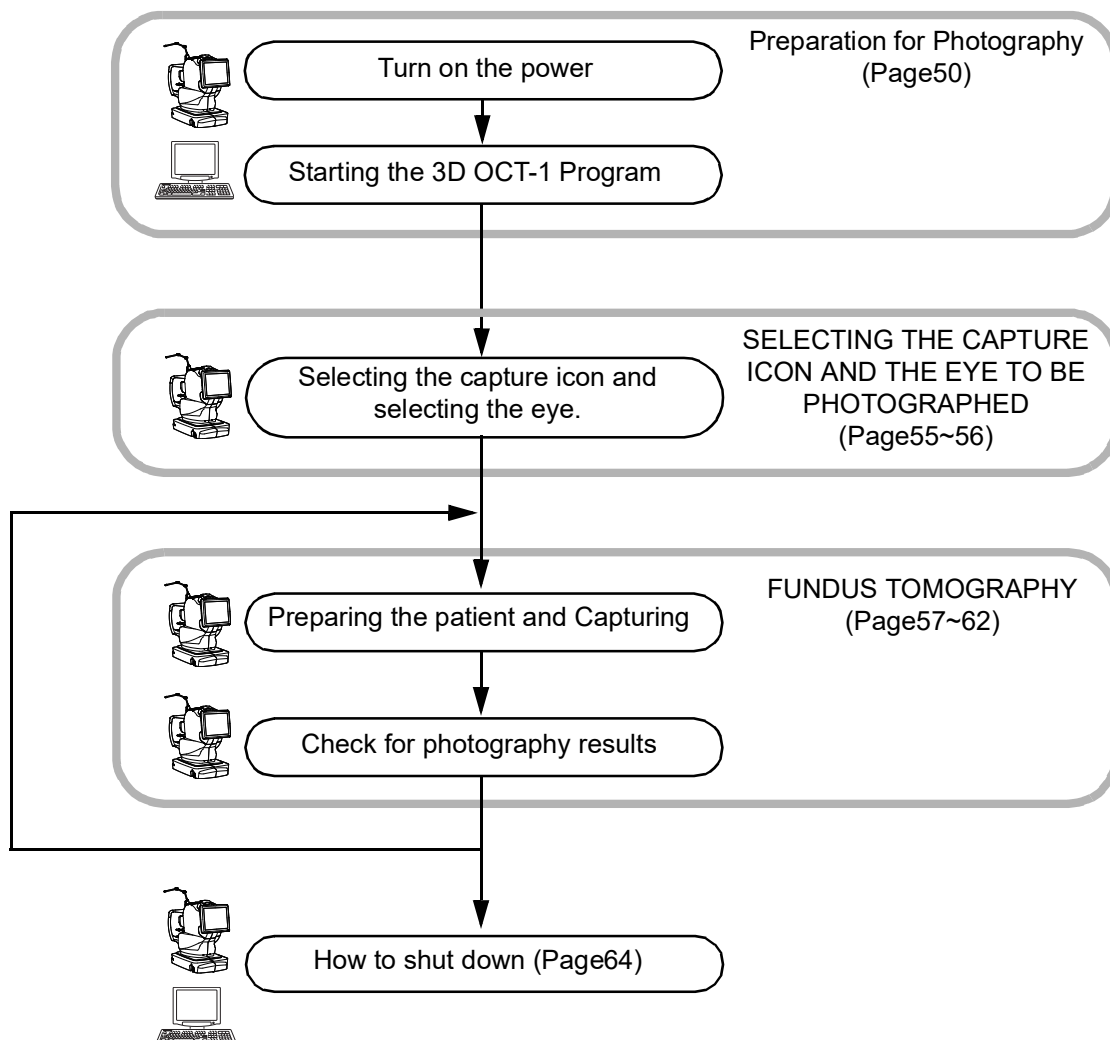 Preparation for Photography
(Page50)
Turn on the power
Starting the 3D OCT-1 Program
SELECTING THE CAPTURE
ICON AND THE EYE TO BE
PHOTOGRAPHED
(Page55~56)
Selecting the capture icon and
selecting the eye.
FUNDUS TOMOGRAPHY
(Page57~62)
Preparing the patient and Capturing
Check for photography results
How to shut down (Page64)